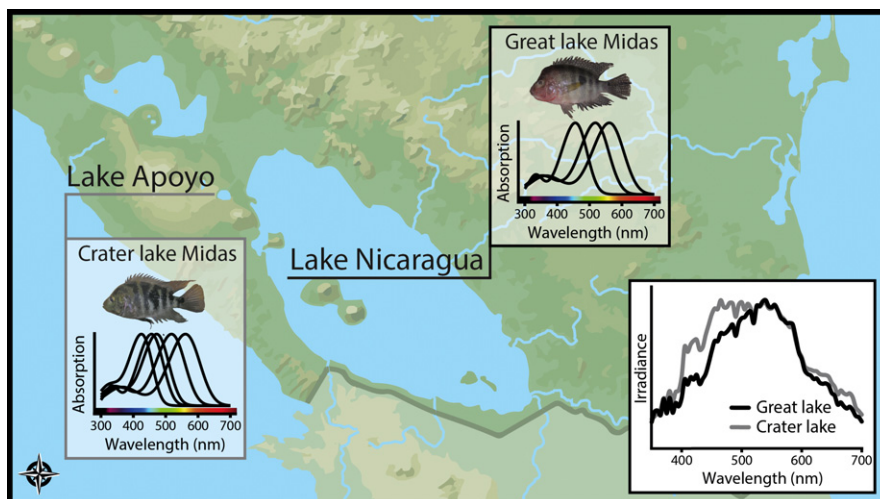 Great lake Midas
Absorption
300 400 500 600 700
Wavelength (nm)
Lake Apoyo
Crater lake Midas
Absorption
300 400 500 600 700
Wavelength (nm)
Lake Nicaragua
Irradiance
Great lake
Crater lake
400 500 600 700
Wavelength (nm)